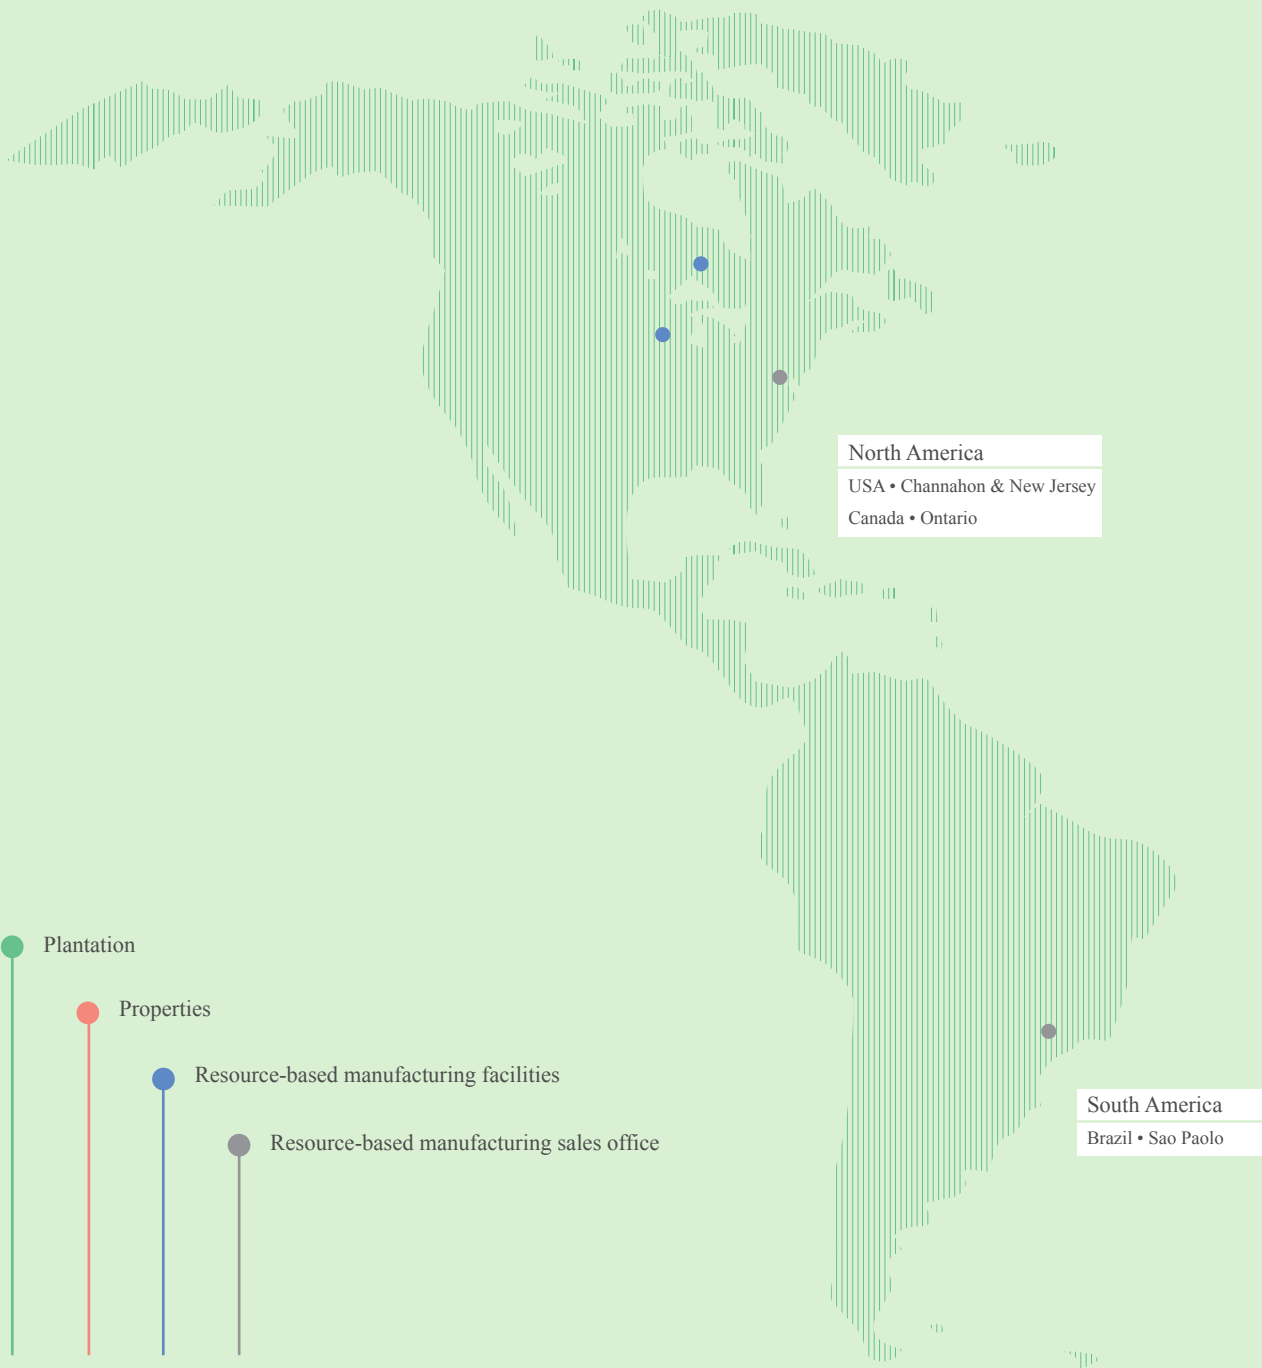 North America
USA • Channahon & New Jersey
Canada • Ontario
Plantation
Properties
Resource-based manufacturing facilities
Resource-based manufacturing sales office
South America
Brazil • Sao Paolo